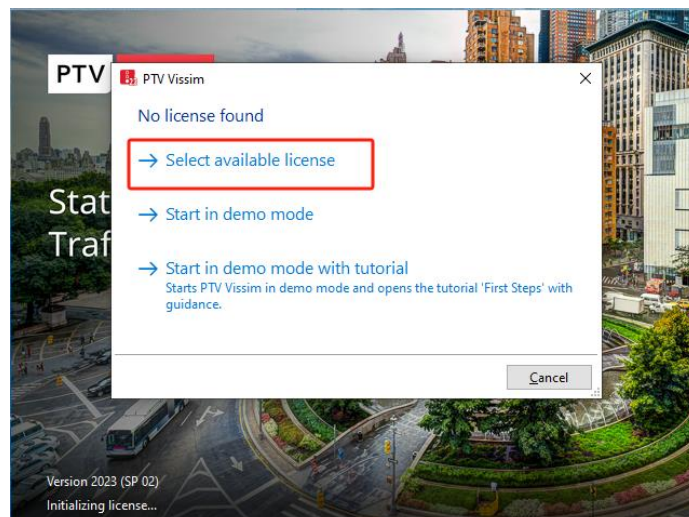 PTV
PTV Vissim
No license found
Select available license
Stat
Start in demo mode
Traf
Start in demo mode with tutorial
Starts PTV Vissim in demo mode and opens the tutorial 'First Steps' with
guidance.
Cancel
Version 2023 (SP 02)
Initializing license...